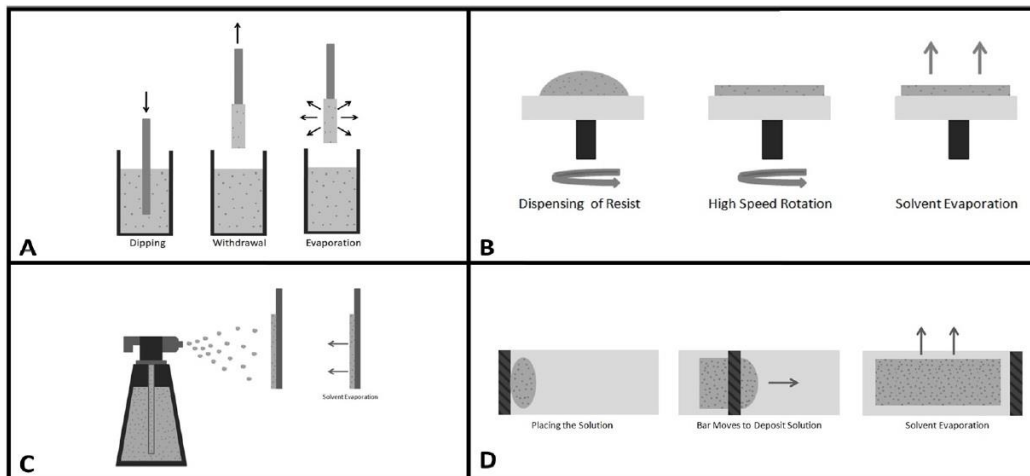 Dipping Withdrawal Evaporation
A
Dispensing of Resist High Speed Rotation Solvent Evaporation
B
Solvent Evaporation
C
Placing the Solution Bar Moves to Deposit Solution Solvent Evaporation
D